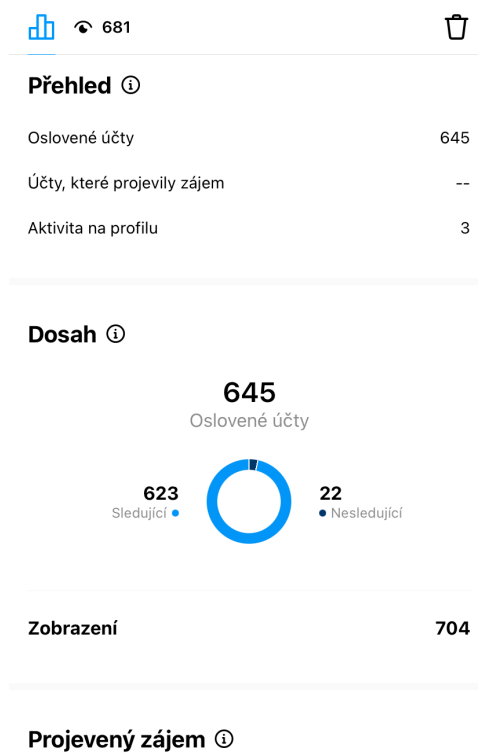 681
Přehled
Oslovené účty 645
Účty, které projevily zájem --
Aktivita na profilu 3
Dosah
645
Oslovené účty
623 22
Sledující Nesledující
Zobrazení 704
Projevený zájem